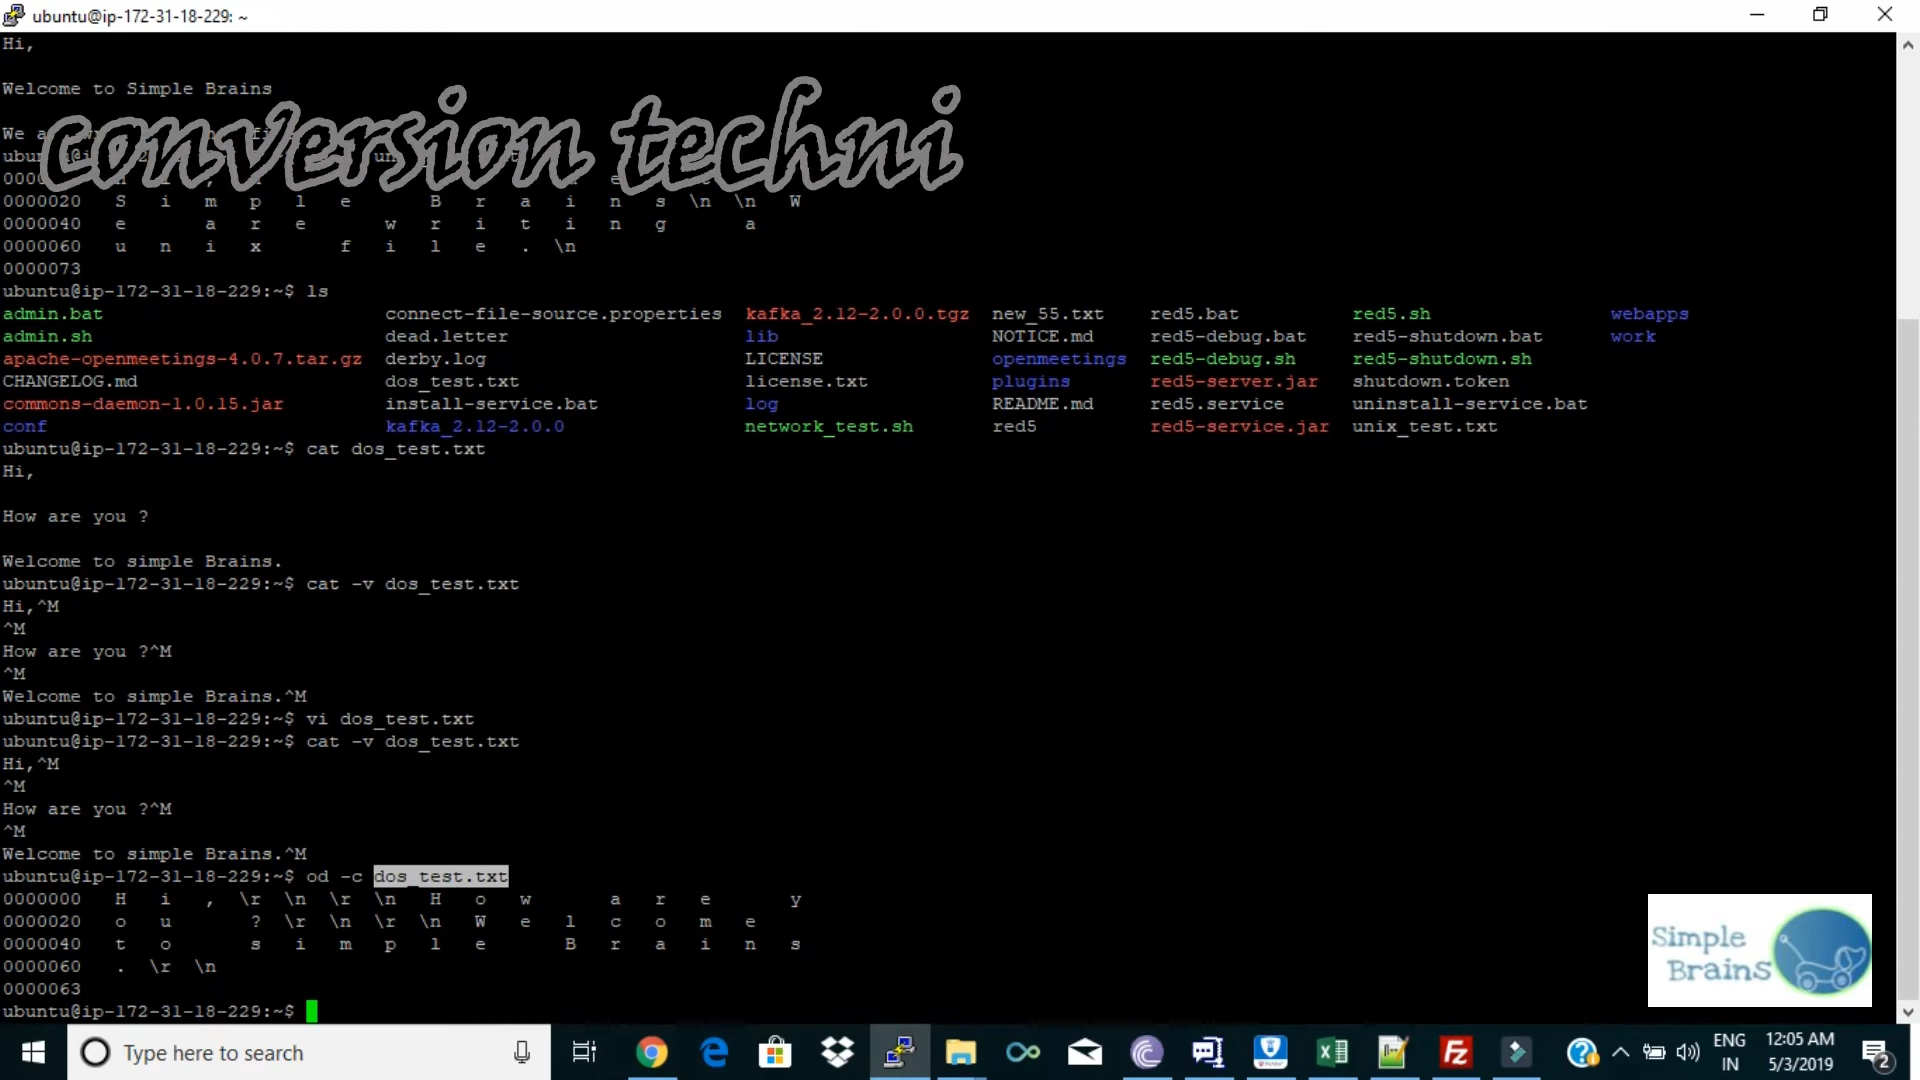 ubuntu@ip-172-31-18-229: ~
Hi,
Welcome to Simple Brains
conversion techni
We a
0000020 S i m p l e B r a i n s \n \n W
0000040 e a r e w r i t i n g a
0000060 u n i x f i l e . \n
0000073
ubuntu@ip-172-31-18-229:~$ ls
admin.bat connect-file-source.properties kafka_2.12-2.0.0.tgz new_55.txt red5.bat red5.sh webapps
admin.sh dead.letter lib NOTICE.md red5-debug.bat red5-shutdown.bat work
apache-openmeetings-4.0.7.tar.gz derby.log LICENSE openmeetings red5-debug.sh red5-shutdown.sh
CHANGELOG.md dos_test.txt license.txt plugins red5-server.jar shutdown.token
commons-daemon-1.0.15.jar install-service.bat log README.md red5.service uninstall-service.bat
conf kafka_2.12-2.0.0 network_test.sh red5 red5-service.jar unix_test.txt
ubuntu@ip-172-31-18-229:~$ cat dos_test.txt
Hi,
How are you ?
Welcome to simple Brains.
ubuntu@ip-172-31-18-229:~$ cat -v dos_test.txt
Hi,^M
^M
How are you ?^M
^M
Welcome to simple Brains.^M
ubuntu@ip-172-31-18-229:~$ vi dos_test.txt
ubuntu@ip-172-31-18-229:~$ cat -v dos_test.txt
Hi,^M
^M
How are you ?^M
^M
Welcome to simple Brains.^M
ubuntu@ip-172-31-18-229:~$ od -c dos_test.txt
0000000 H i , \r \n \r \n H o w a r e y
0000020 o u ? \r \n \r \n W e l c o m e
0000040 t o s i m p l e B r a i n s
0000060 . \r \n
0000063
ubuntu@ip-172-31-18-229:~$
Simple
Brains
Type here to search
ENG
IN
12:05 AM
5/3/2019
2